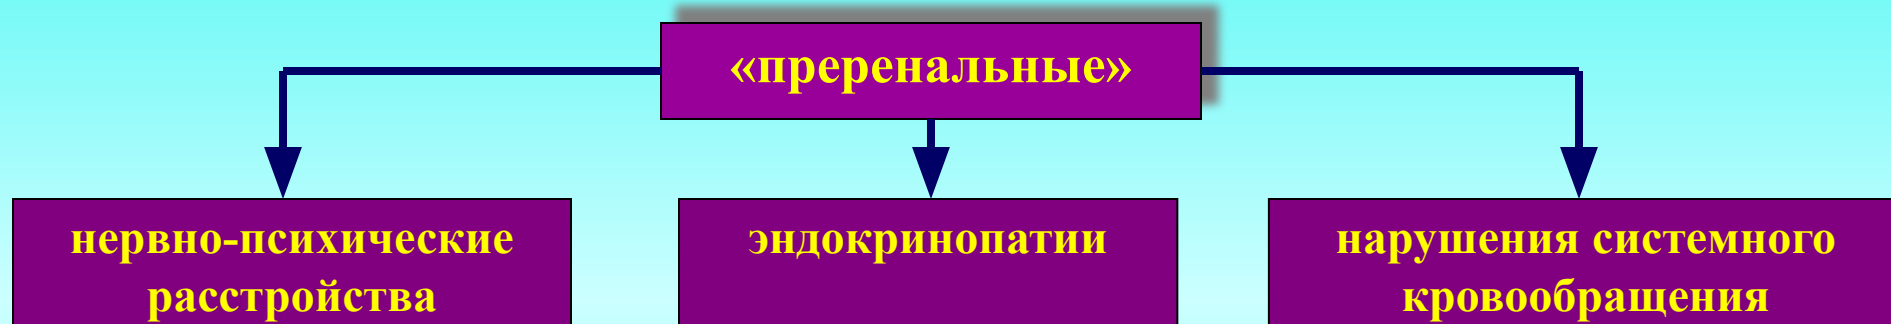 «преренальные»
нервно-психические
расстройства
эндокринопатии
нарушения системного
кровообращения